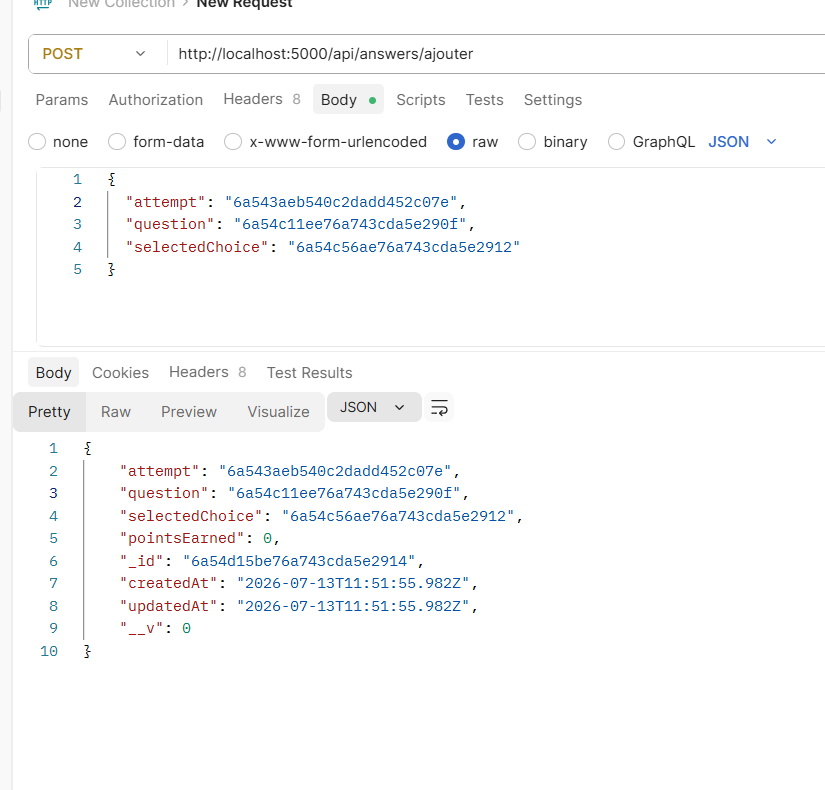 HTTP New Collection > New Request
POST http://localhost:5000/api/answers/ajouter
Params Authorization Headers 8 Body Scripts Tests Settings
none form-data x-www-form-urlencoded raw binary GraphQL JSON
1 {
2 "attempt": "6a543aeb540c2dadd452c07e",
3 "question": "6a54c11ee76a743cda5e290f",
4 "selectedChoice": "6a54c56ae76a743cda5e2912"
5 }
Body Cookies Headers 8 Test Results
Pretty Raw Preview Visualize JSON
1 {
2 "attempt": "6a543aeb540c2dadd452c07e",
3 "question": "6a54c11ee76a743cda5e290f",
4 "selectedChoice": "6a54c56ae76a743cda5e2912",
5 "pointsEarned": 0,
6 "_id": "6a54d15be76a743cda5e2914",
7 "createdAt": "2026-07-13T11:51:55.982Z",
8 "updatedAt": "2026-07-13T11:51:55.982Z",
9 "__v": 0
10 }